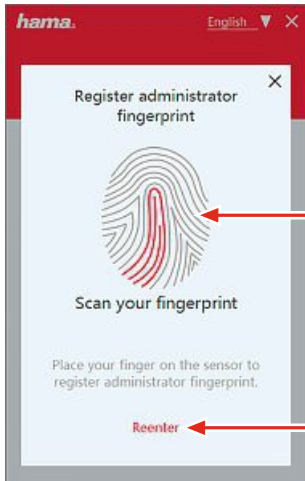 hama.
English
Register administrator
fingerprint
Scan your fingerprint
Place your finger on the sensor to
register administrator fingerprint.
Reenter